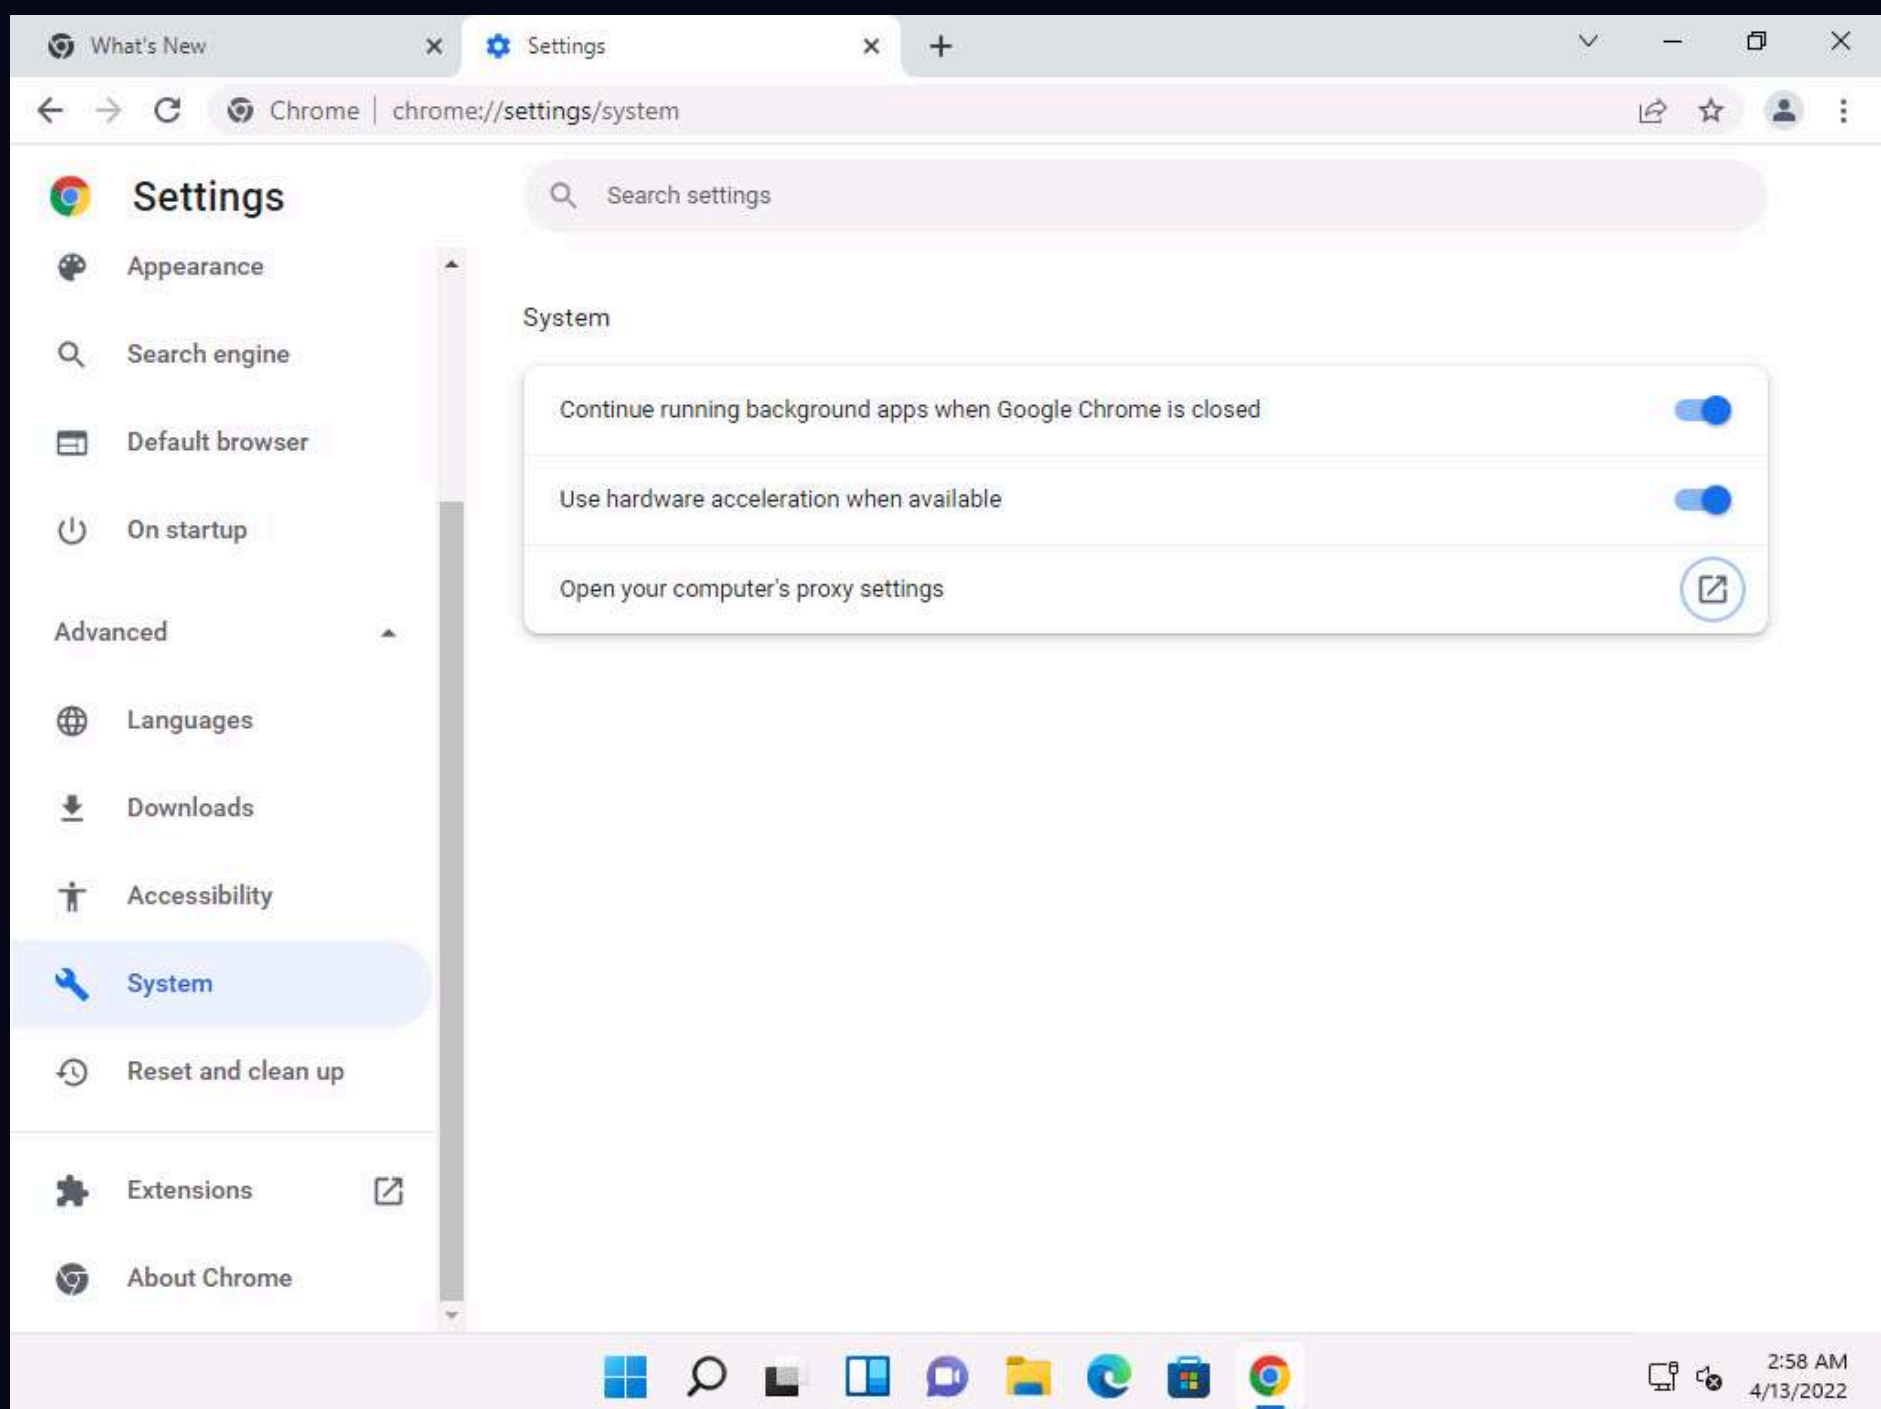 What's New
Settings
Chrome | chrome://settings/system
Settings
Search settings
Appearance
Search engine
Default browser
On startup
Advanced
Languages
Downloads
Accessibility
System
Reset and clean up
Extensions
About Chrome
System
Continue running background apps when Google Chrome is closed
Use hardware acceleration when available
Open your computer's proxy settings
2:58 AM
4/13/2022